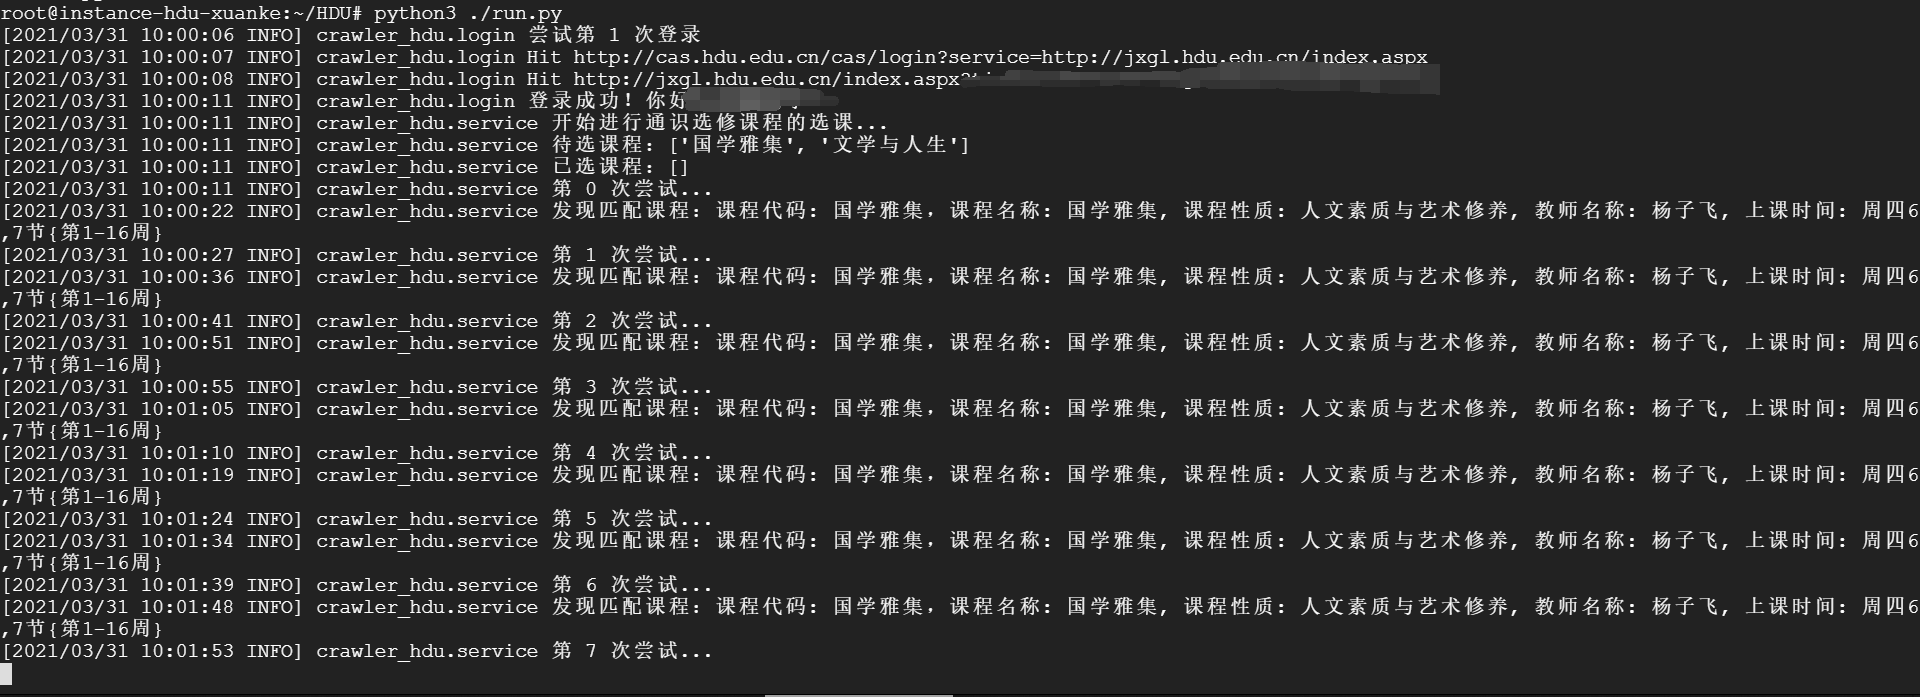 root@instance-hdu-xuanke:~/HDU# python3 ./run.py
[2021/03/31 10:00:06 INFO] crawler_hdu.login 尝试第 1 次登录
[2021/03/31 10:00:07 INFO] crawler_hdu.login Hit http://cas.hdu.edu.cn/cas/login?service=http://jxgl.hdu.edu.cn/index.aspx
[2021/03/31 10:00:08 INFO] crawler_hdu.login Hit http://jxgl.hdu.edu.cn/index.aspx?
[2021/03/31 10:00:11 INFO] crawler_hdu.login 登录成功! 你好
[2021/03/31 10:00:11 INFO] crawler_hdu.service 开始进行通识选修课程的选课...
[2021/03/31 10:00:11 INFO] crawler_hdu.service 待选课程: ['国学雅集', '文学与人生']
[2021/03/31 10:00:11 INFO] crawler_hdu.service 已选课程: []
[2021/03/31 10:00:11 INFO] crawler_hdu.service 第 0 次尝试...
[2021/03/31 10:00:22 INFO] crawler_hdu.service 发现匹配课程: 课程代码: 国学雅集, 课程名称: 国学雅集, 课程性质: 人文素质与艺术修养, 教师名称: 杨子飞, 上课时间: 周四6
,7节{第1-16周}
[2021/03/31 10:00:27 INFO] crawler_hdu.service 第 1 次尝试...
[2021/03/31 10:00:36 INFO] crawler_hdu.service 发现匹配课程: 课程代码: 国学雅集, 课程名称: 国学雅集, 课程性质: 人文素质与艺术修养, 教师名称: 杨子飞, 上课时间: 周四6
,7节{第1-16周}
[2021/03/31 10:00:41 INFO] crawler_hdu.service 第 2 次尝试...
[2021/03/31 10:00:51 INFO] crawler_hdu.service 发现匹配课程: 课程代码: 国学雅集, 课程名称: 国学雅集, 课程性质: 人文素质与艺术修养, 教师名称: 杨子飞, 上课时间: 周四6
,7节{第1-16周}
[2021/03/31 10:00:55 INFO] crawler_hdu.service 第 3 次尝试...
[2021/03/31 10:01:05 INFO] crawler_hdu.service 发现匹配课程: 课程代码: 国学雅集, 课程名称: 国学雅集, 课程性质: 人文素质与艺术修养, 教师名称: 杨子飞, 上课时间: 周四6
,7节{第1-16周}
[2021/03/31 10:01:10 INFO] crawler_hdu.service 第 4 次尝试...
[2021/03/31 10:01:19 INFO] crawler_hdu.service 发现匹配课程: 课程代码: 国学雅集, 课程名称: 国学雅集, 课程性质: 人文素质与艺术修养, 教师名称: 杨子飞, 上课时间: 周四6
,7节{第1-16周}
[2021/03/31 10:01:24 INFO] crawler_hdu.service 第 5 次尝试...
[2021/03/31 10:01:34 INFO] crawler_hdu.service 发现匹配课程: 课程代码: 国学雅集, 课程名称: 国学雅集, 课程性质: 人文素质与艺术修养, 教师名称: 杨子飞, 上课时间: 周四6
,7节{第1-16周}
[2021/03/31 10:01:39 INFO] crawler_hdu.service 第 6 次尝试...
[2021/03/31 10:01:48 INFO] crawler_hdu.service 发现匹配课程: 课程代码: 国学雅集, 课程名称: 国学雅集, 课程性质: 人文素质与艺术修养, 教师名称: 杨子飞, 上课时间: 周四6
,7节{第1-16周}
[2021/03/31 10:01:53 INFO] crawler_hdu.service 第 7 次尝试...